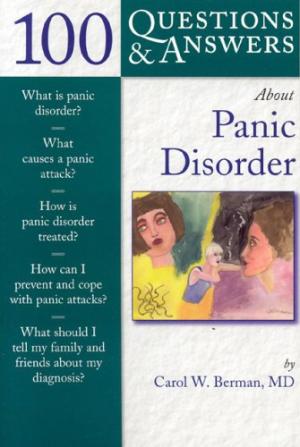 100 QUESTIONS
& ANSWERS
About
Panic
Disorder
What is panic
disorder?
What
causes a panic
attack?
How is
panic disorder
treated?
How can I
prevent and cope
with panic attacks?
What should I
tell my family and
friends about my
diagnosis?
by
Carol W. Berman, MD